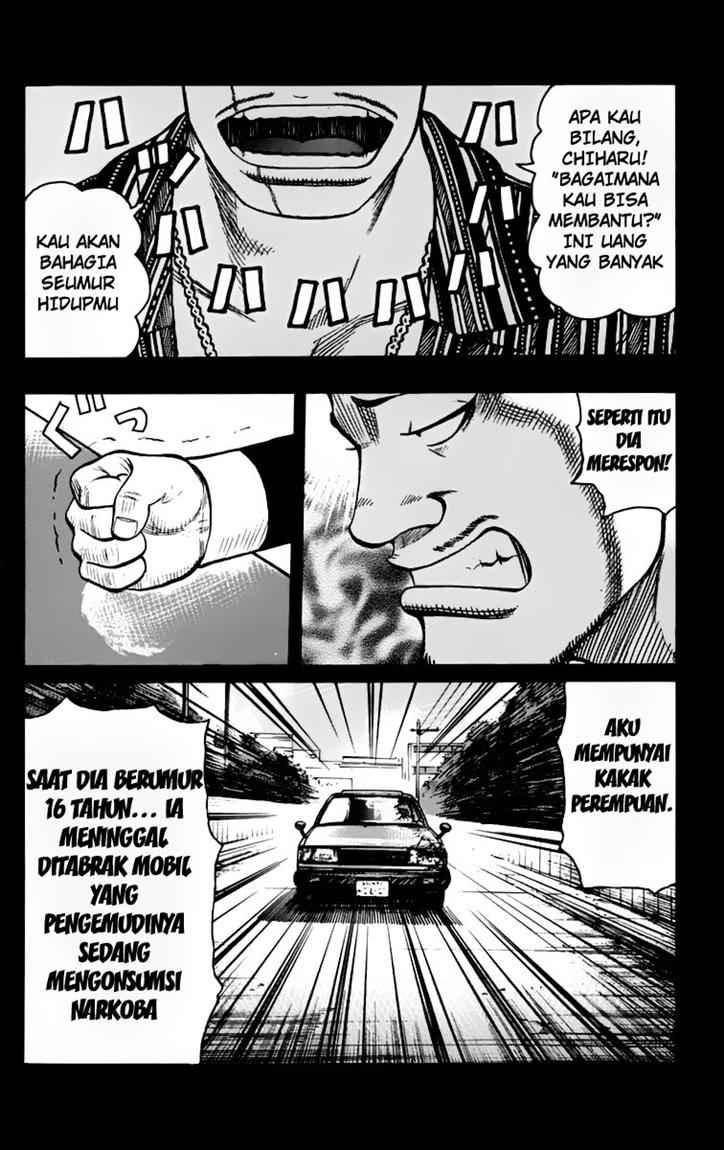 APA KAU
BILANG,
CHIHARU!
"BAGAIMANA
KAU BISA
MEMBANTU?"
INI UANG
YANG BANYAK
KAU AKAN
BAHAGIA
SEUMUR
HIDUPMU
SEPERTI ITU
DIA
MERESPON!
AKU
MEMPUNYAI
KAKAK
PEREMPUAN.
SAAT DIA BERUMUR
16 TAHUN... IA
MENINGGAL
DITABRAK MOBIL
YANG
PENGEMUDINYA
SEDANG
MENGONSUMSI
NARKOBA